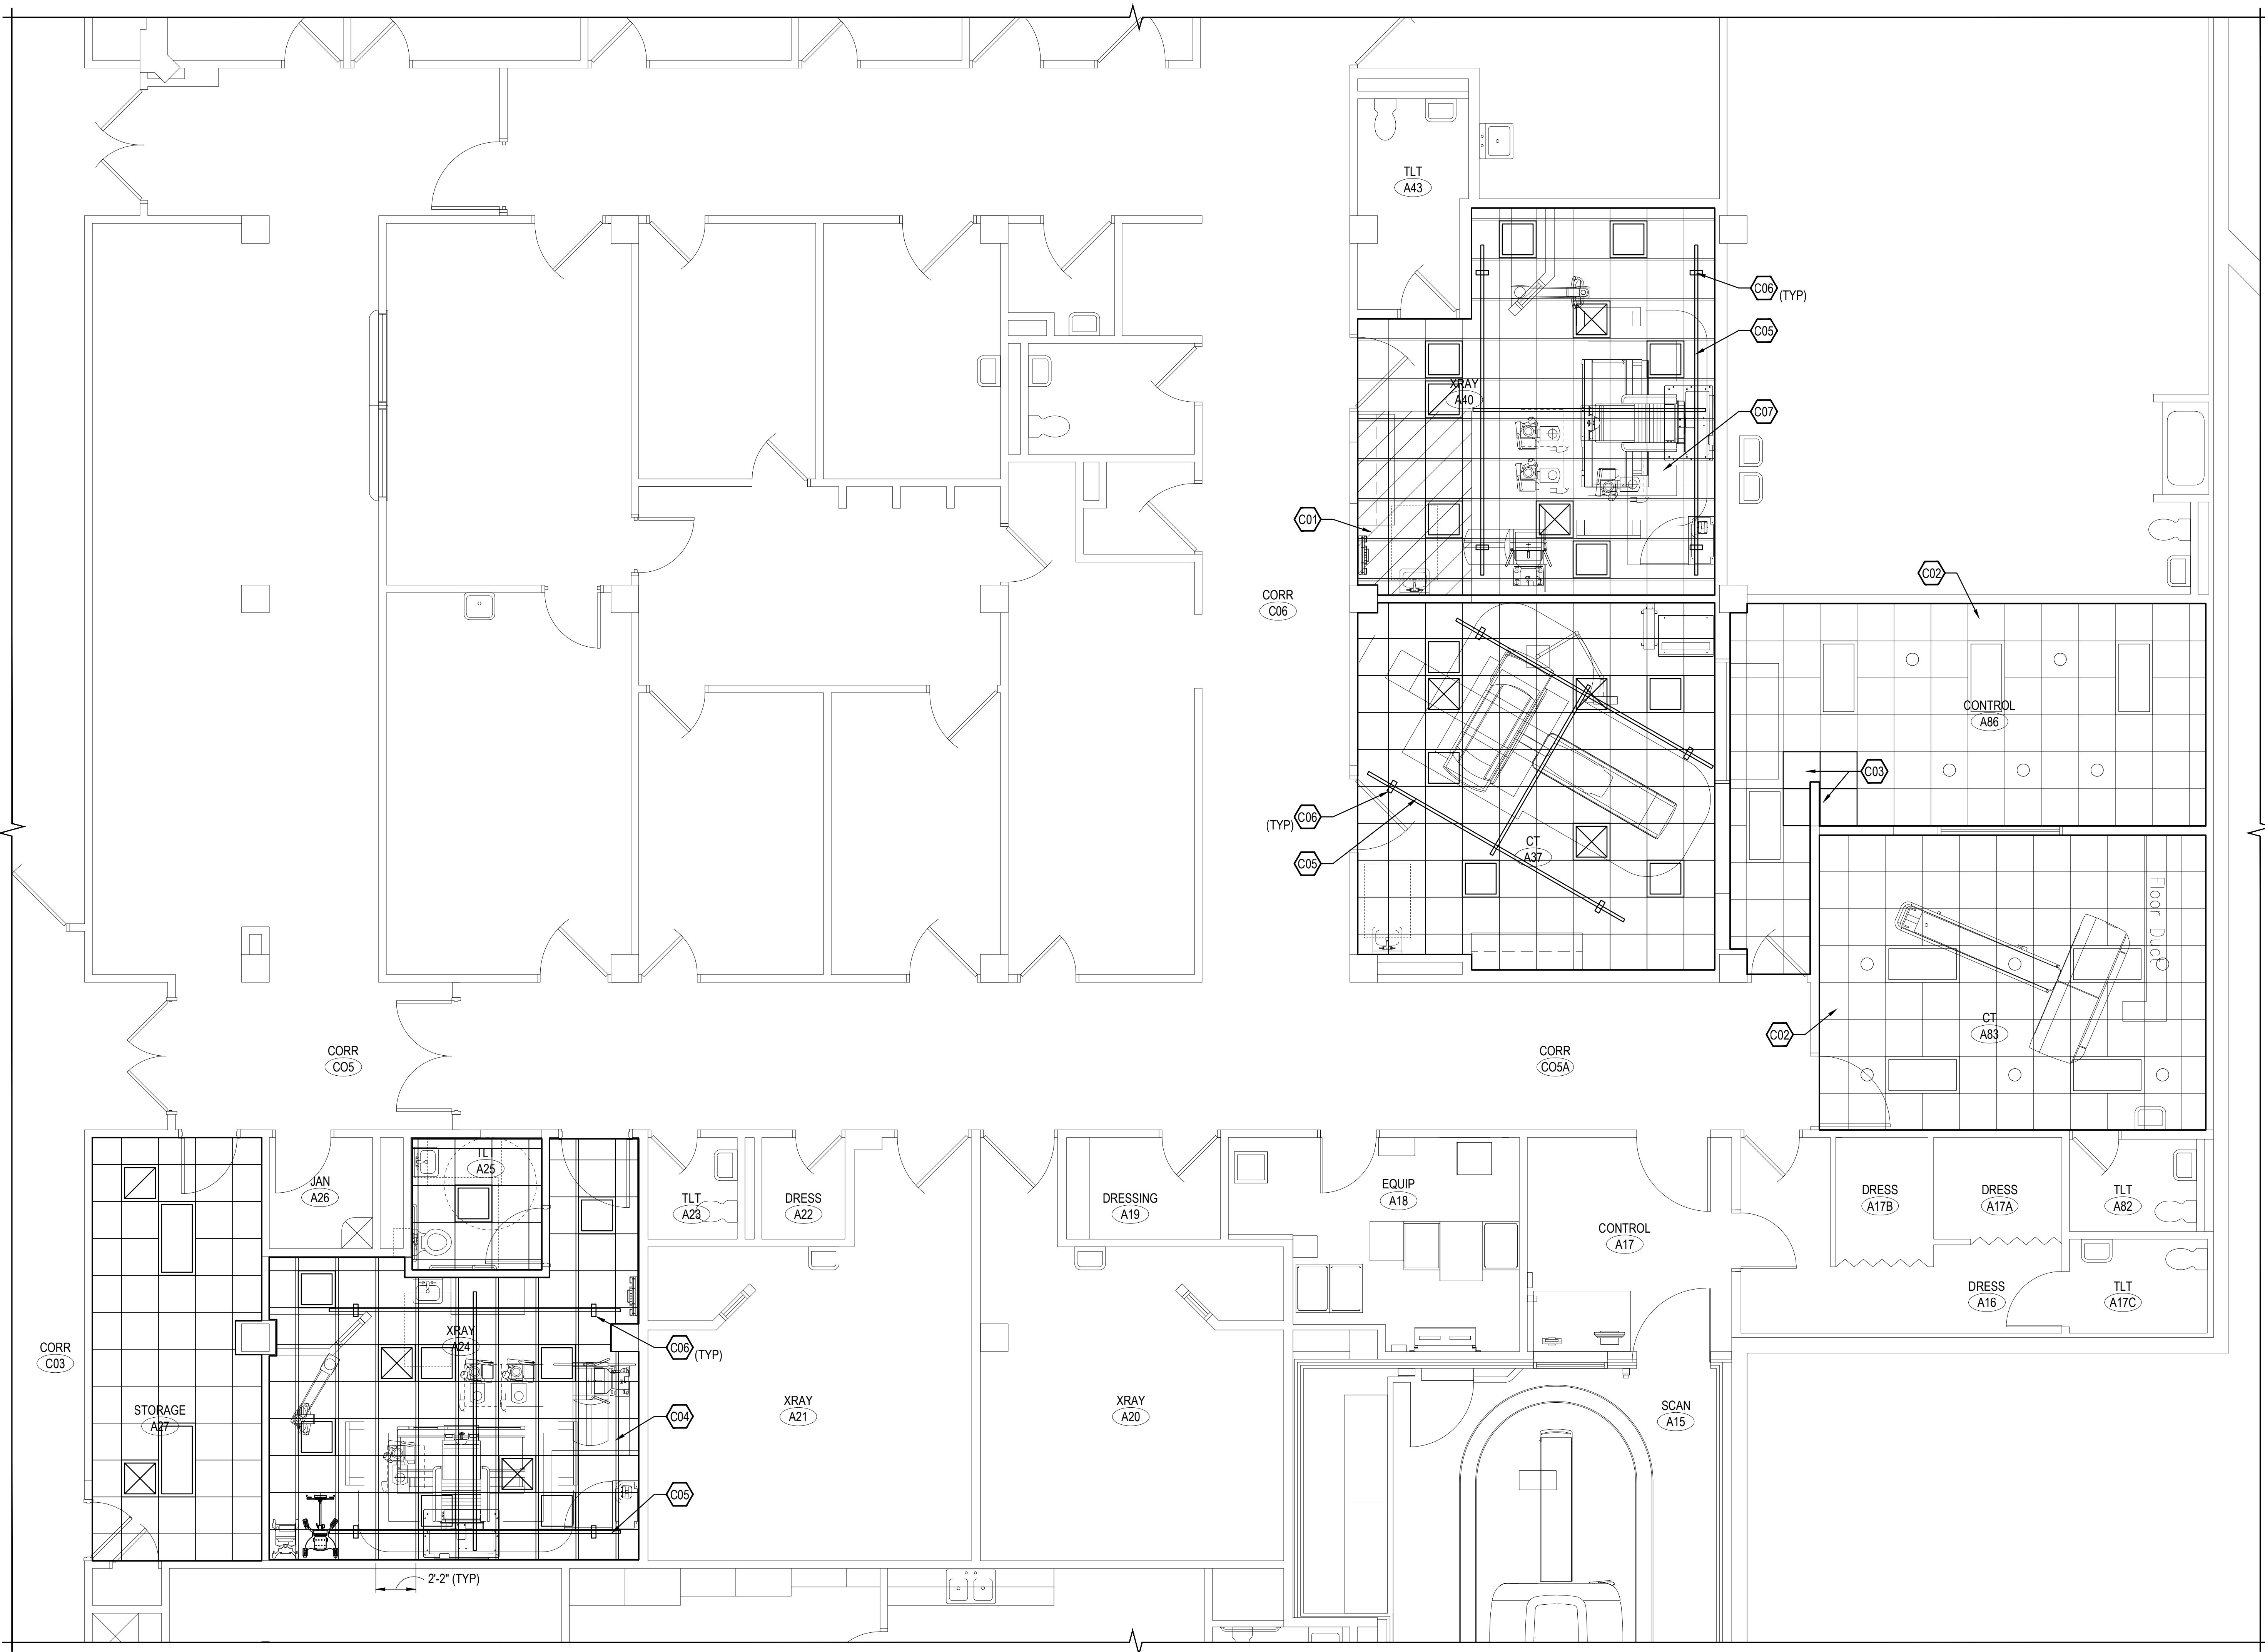 TLT
A43
C06
(TYP)
C05
XRAY
A40
C07
C01
C02
CORR
C06
CONTROL
A86
C03
C06
(TYP)
C05
CT
A37
Floor Duct
C02
CT
A83
CORR
CO5
CORR
CO5A
TLT
A25
JAN
A26
TLT
A23
DRESS
A22
DRESSING
A19
EQUIP
A18
CONTROL
A17
DRESS
A17B
DRESS
A17A
TLT
A82
DRESS
A16
TLT
A17C
CORR
C03
XRAY
A24
C06
(TYP)
STORAGE
A27
C04
XRAY
A21
XRAY
A20
SCAN
A15
C05
2'-2" (TYP)